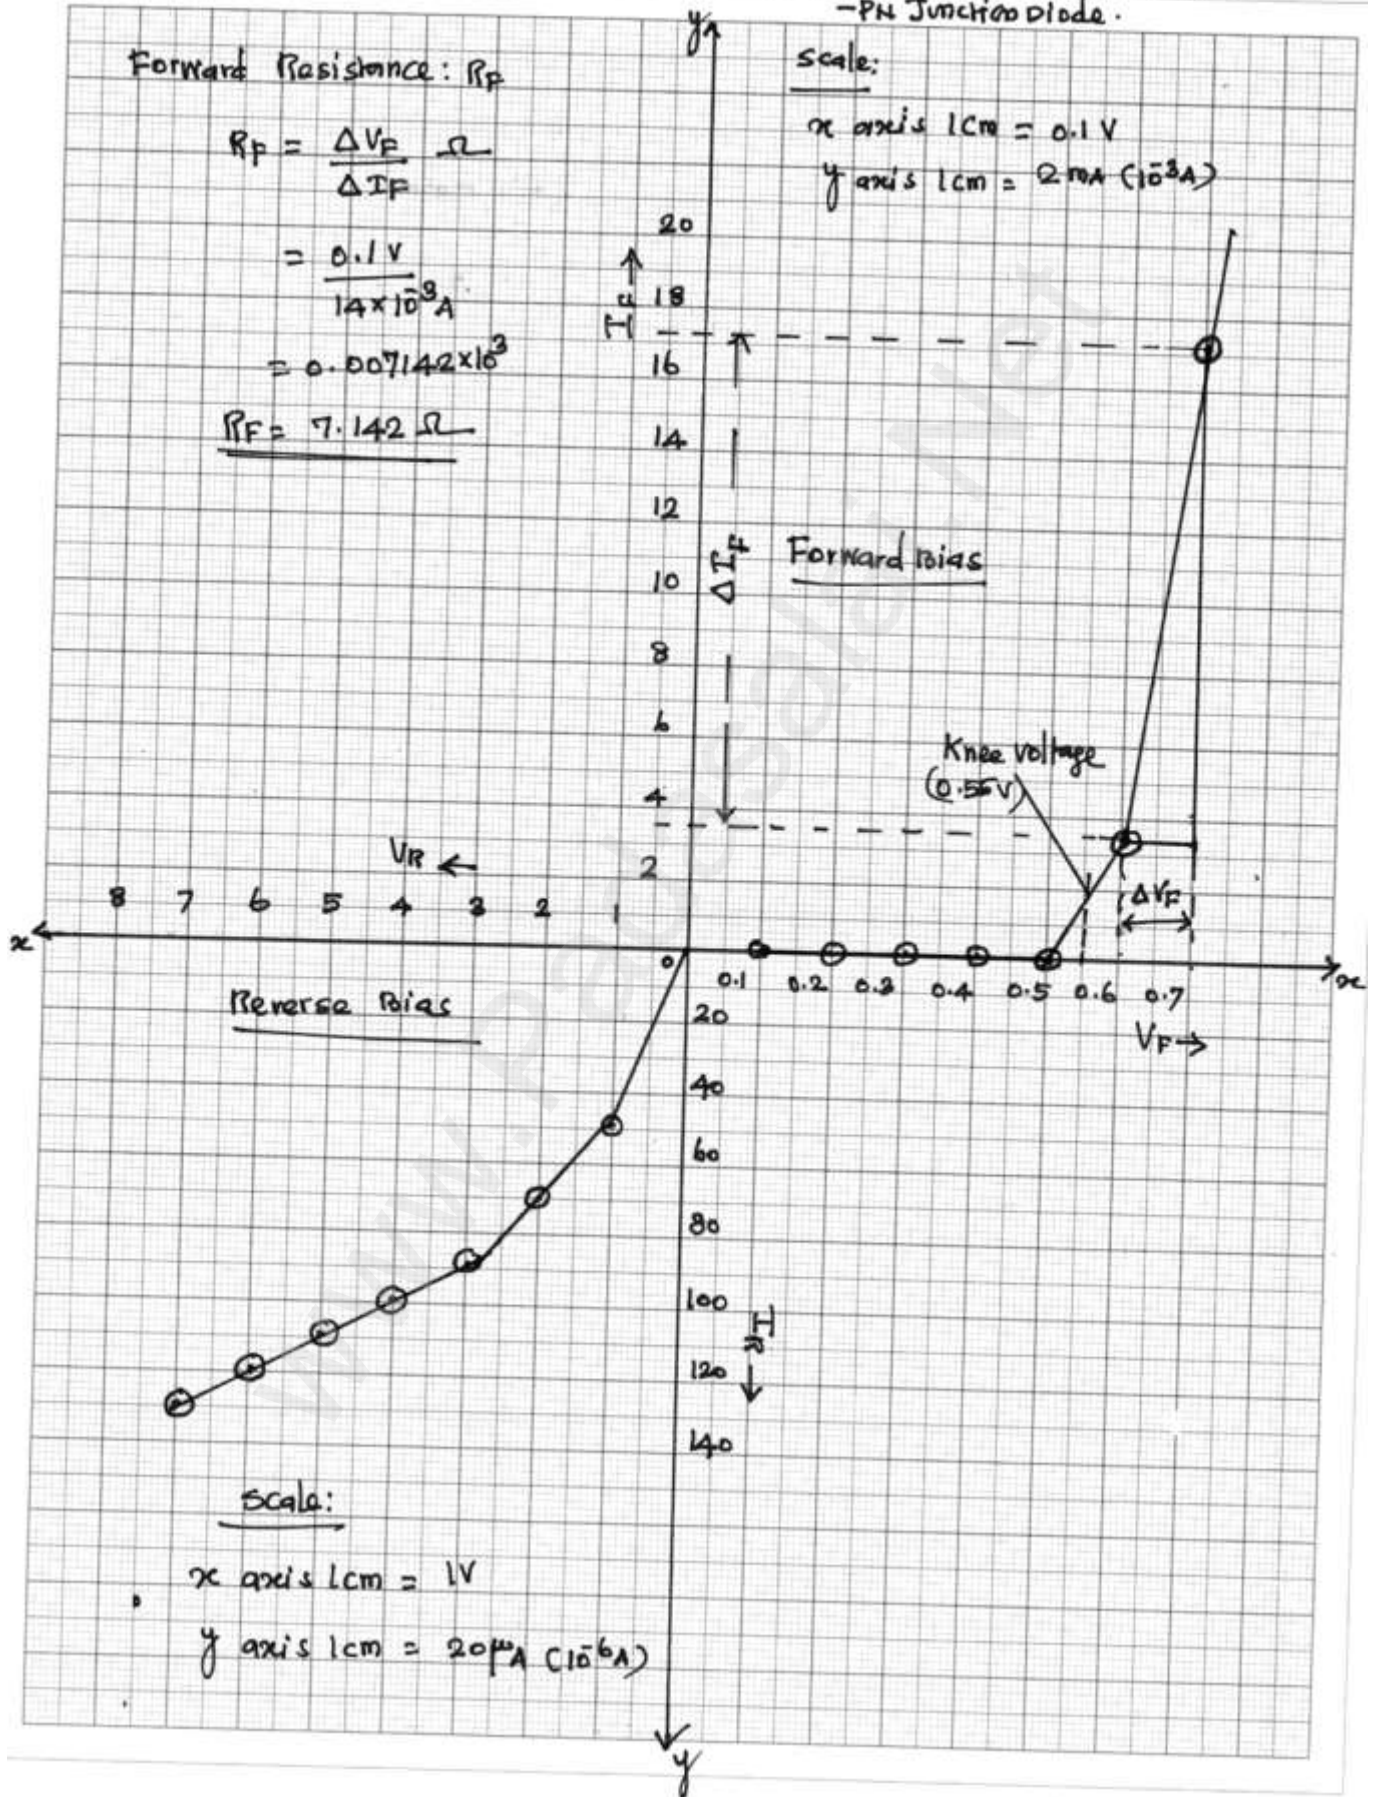 -PN Junction Diode.
Forward Resistance: RF
RF = ΔVF / ΔIF Ω
= 0.1 V / 14×10⁻³A
= 0.007142×10³
RF = 7.142 Ω
scale:
x axis 1cm = 0.1 V
y axis 1cm = 2 mA (10⁻³A)
y
20
18
16
14
12
10
8
6
4
2
IF
ΔIF
Forward Bias
Knee voltage
(0.55V)
ΔVF
VR
8 7 6 5 4 3 2 1
x
0
0.1 0.2 0.3 0.4 0.5 0.6 0.7
x
VF
Reverse Bias
20
40
60
80
100
120
140
IR
scale:
x axis 1cm = 1V
y axis 1cm = 20μA (10⁻⁶A)
y
www.Padasalai.Net